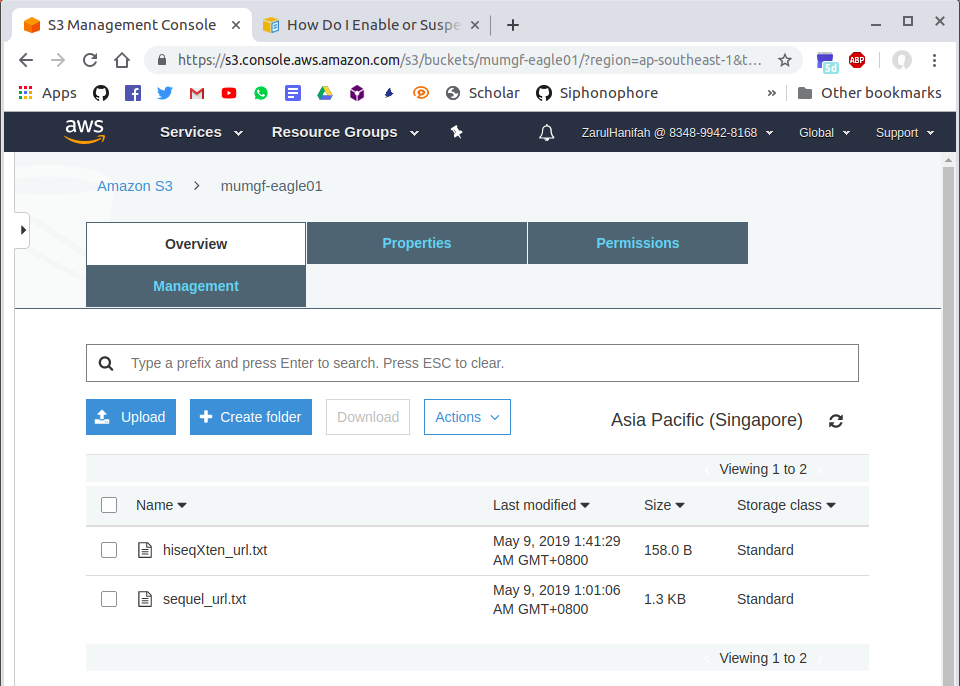 S3 Management Console
How Do I Enable or Suspe
https://s3.console.aws.amazon.com/s3/buckets/mumgf-eagle01/?region=ap-southeast-1&t...
5d
ABP
Apps
Scholar
Siphonophore
»
Other bookmarks
aws
Services
Resource Groups
ZarulHanifah @ 8348-9942-8168
Global
Support
Amazon S3
mumgf-eagle01
Overview
Properties
Permissions
Management
Type a prefix and press Enter to search. Press ESC to clear.
Upload
Create folder
Download
Actions
Asia Pacific (Singapore)
Viewing 1 to 2
Name
Last modified
Size
Storage class
hiseqXten_url.txt
May 9, 2019 1:41:29
AM GMT+0800
158.0 B
Standard
sequel_url.txt
May 9, 2019 1:01:06
AM GMT+0800
1.3 KB
Standard
Viewing 1 to 2